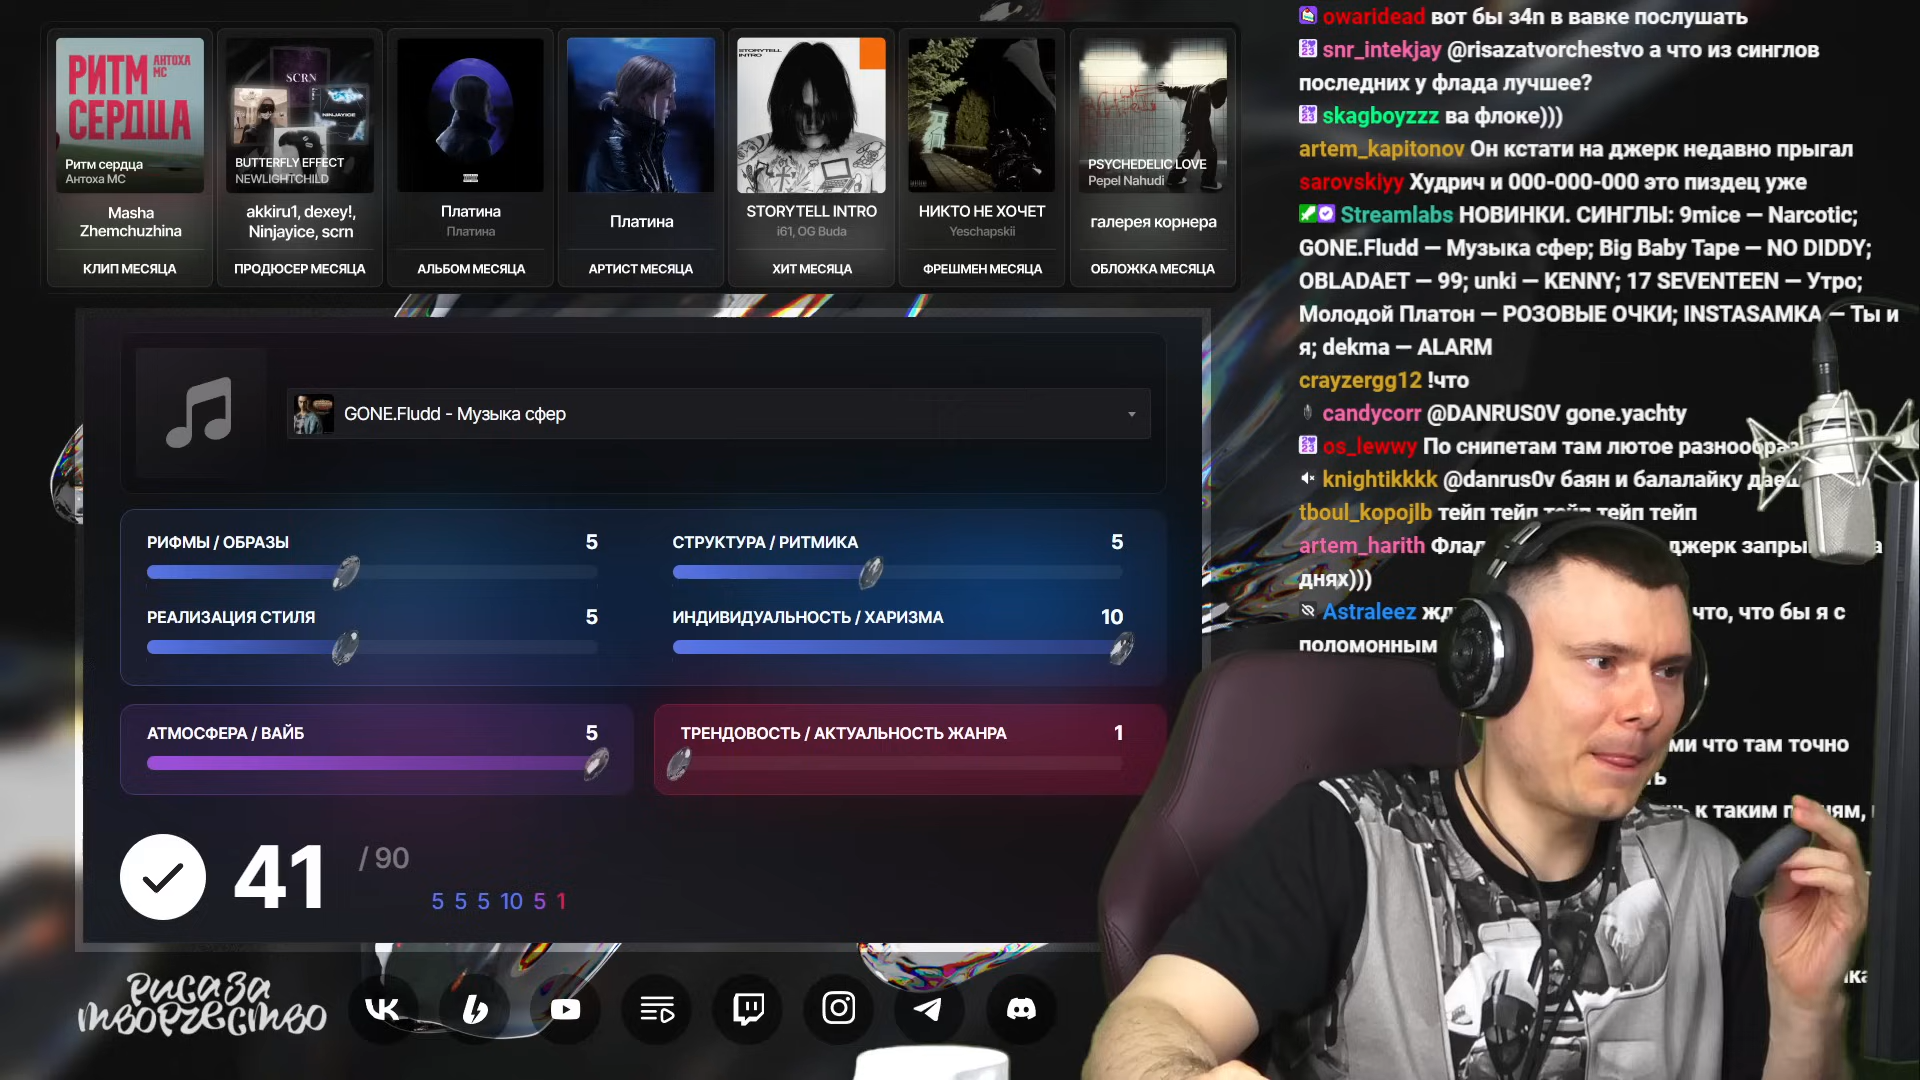 РИТМ АНТОХА МС
СЕРДЦА
Ритм сердца
Антоха МС
Masha Zhemchuzhina
КЛИП МЕСЯЦА
SCRN
NINJAYICE
BUTTERFLY EFFECT
NEWLIGHTCHILD
akkiru1, dexey!,
Ninjayice, scrn
ПРОДЮСЕР МЕСЯЦА
Платина
Платина
АЛЬБОМ МЕСЯЦА
Платина
АРТИСТ МЕСЯЦА
STORYTELL
INTRO
STORYTELL INTRO
i61, OG Buda
ХИТ МЕСЯЦА
НИКТО НЕ ХОЧЕТ
Yeschapskii
ФРЕШМЕН МЕСЯЦА
PSYCHEDELIC LOVE
Pepel Nahudi
галерея корнера
ОБЛОЖКА МЕСЯЦА
GONE.Fludd - Музыка сфер
РИФМЫ / ОБРАЗЫ 5
СТРУКТУРА / РИТМИКА 5
РЕАЛИЗАЦИЯ СТИЛЯ 5
ИНДИВИДУАЛЬНОСТЬ / ХАРИЗМА 10
АТМОСФЕРА / ВАЙБ 5
ТРЕНДОВОСТЬ / АКТУАЛЬНОСТЬ ЖАНРА 1
41 / 90
5 5 5 10 5 1
рисаза
творчество
owaridead вот бы з4n в вавке послушать
snr_intekjay @risazatvorchestvo а что из синглов
последних у флада лучшее?
skagboyzzz ва флоке)))
artem_kapitonov Он кстати на джерк недавно прыгал
sarovskiyy Худрич и 000-000-000 это пиздец уже
Streamlabs НОВИНКИ. СИНГЛЫ: 9mice — Narcotic;
GONE.Fludd — Музыка сфер; Big Baby Tape — NO DIDDY;
OBLADAET — 99; unki — KENNY; 17 SEVENTEEN — Утро;
Молодой Платон — РОЗОВЫЕ ОЧКИ; INSTASAMKA — Ты и
я; dekma — ALARM
crayzergg12 !что
candycorr @DANRUS0V gone.yachty
os_lewwy По снипетам там лютое
knightikkkk @danrus0v баян и балалайку
tboul_kopojlb тейп тейп тейп тейп тейп
artem_harith джерк
днях)))
Astraleez что, что бы я с
поломонным
что там точно
к таким